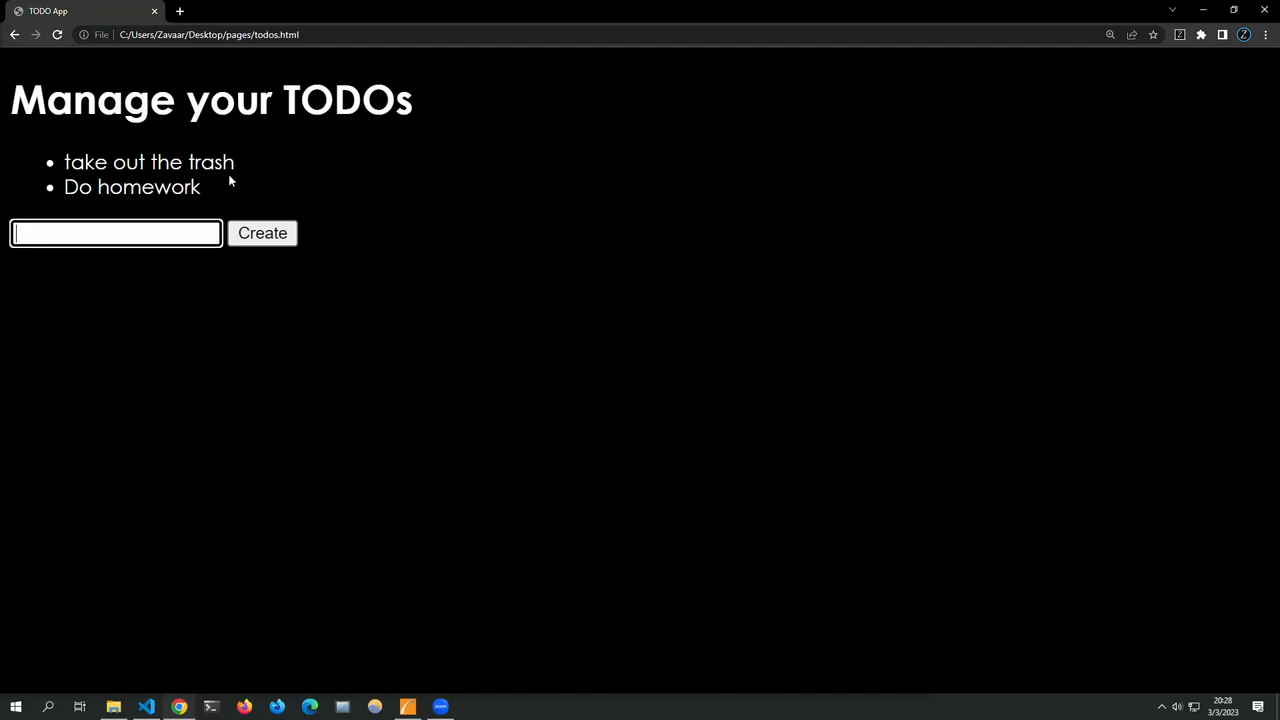 TODO App
File
C:/Users/Zavaar/Desktop/pages/todos.html
Z
Z
Manage your TODOs
take out the trash
Do homework
Create
zoom
20:28
3/3/2023